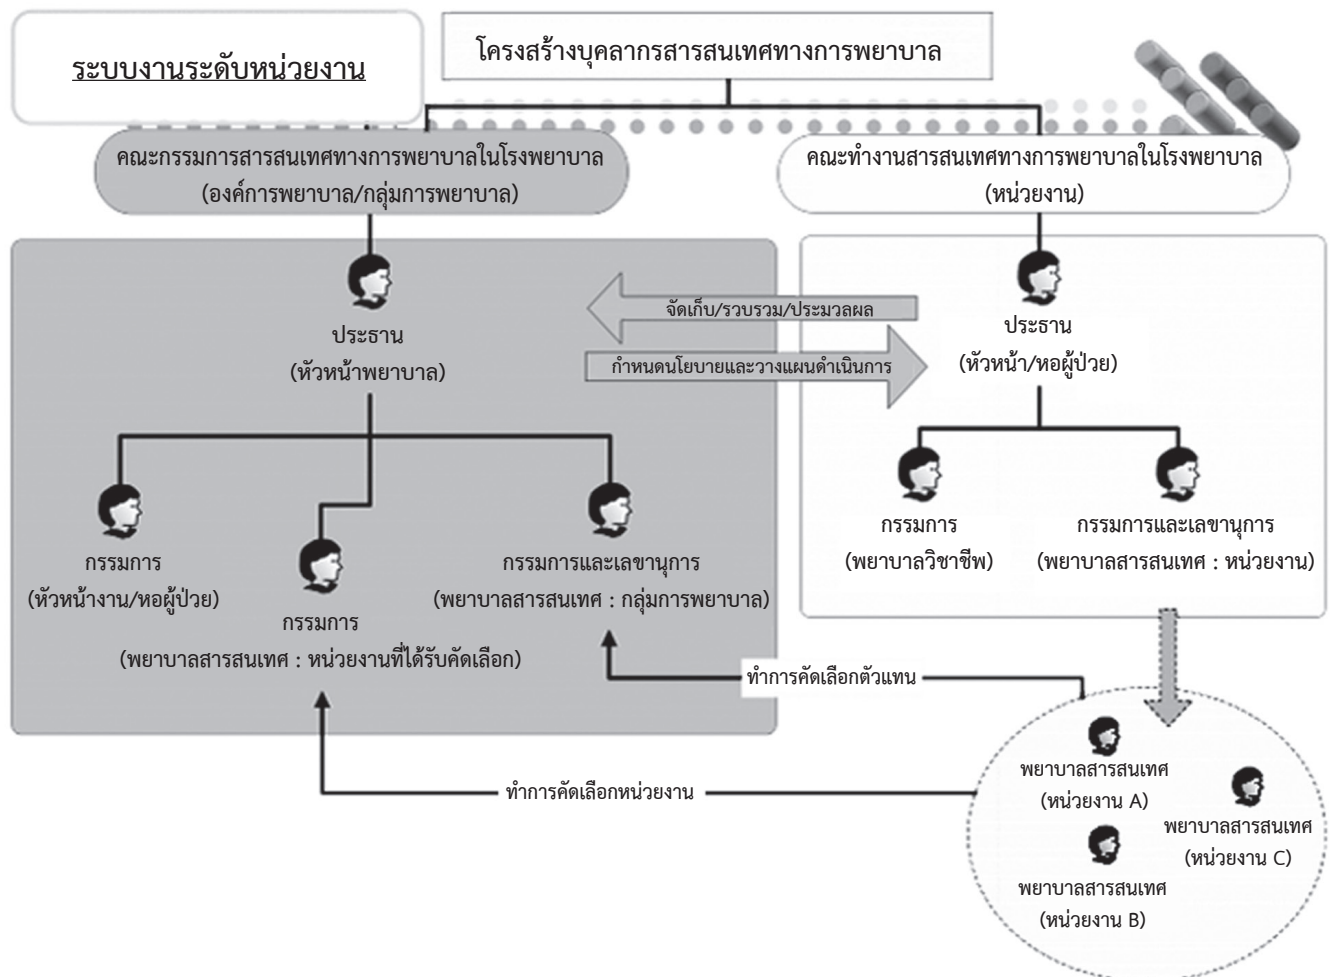 ระบบงานระดับหน่วยงาน
โครงสร้างบุคลากรสารสนเทศทางการพยาบาล
คณะกรรมการสารสนเทศทางการพยาบาลในโรงพยาบาล
(องค์การพยาบาล/กลุ่มการพยาบาล)
คณะทำงานสารสนเทศทางการพยาบาลในโรงพยาบาล
(หน่วยงาน)
ประธาน
(หัวหน้าพยาบาล)
จัดเก็บ/รวบรวม/ประมวลผล
กำหนดนโยบายและวางแผนดำเนินการ
ประธาน
(หัวหน้า/หอผู้ป่วย)
กรรมการ
(หัวหน้างาน/หอผู้ป่วย)
กรรมการ
(พยาบาลสารสนเทศ : หน่วยงานที่ได้รับคัดเลือก)
กรรมการและเลขานุการ
(พยาบาลสารสนเทศ : กลุ่มการพยาบาล)
กรรมการ
(พยาบาลวิชาชีพ)
กรรมการและเลขานุการ
(พยาบาลสารสนเทศ : หน่วยงาน)
ทำการคัดเลือกตัวแทน
ทำการคัดเลือกหน่วยงาน
พยาบาลสารสนเทศ
(หน่วยงาน A)
พยาบาลสารสนเทศ
(หน่วยงาน C)
พยาบาลสารสนเทศ
(หน่วยงาน B)